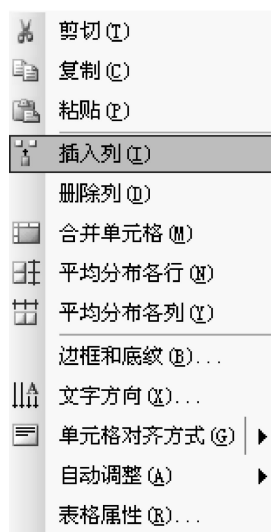 剪切(T)
复制(C)
粘贴(P)
插入列(I)
删除列(D)
合并单元格(M)
平均分布各行(N)
平均分布各列(Y)
边框和底纹(B)...
文字方向(X)...
单元格对齐方式(G)
自动调整(A)
表格属性(R)...